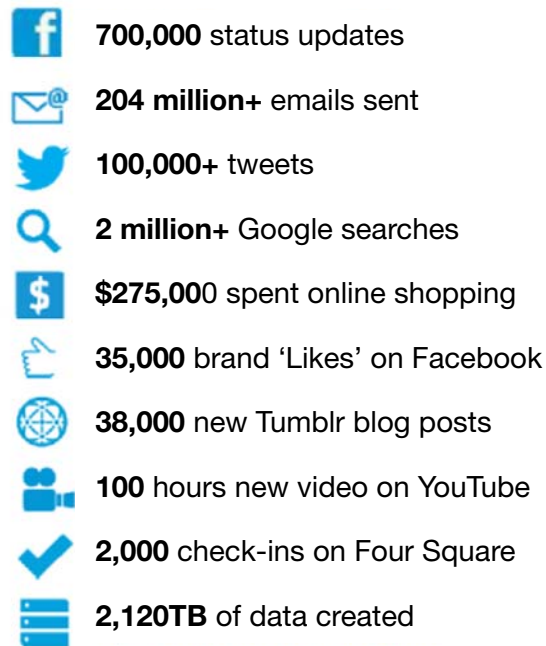 700,000 status updates
204 million+ emails sent
100,000+ tweets
2 million+ Google searches
$275,000 spent online shopping
35,000 brand ‘Likes’ on Facebook
38,000 new Tumblr blog posts
100 hours new video on YouTube
2,000 check-ins on Four Square
2,120TB of data created